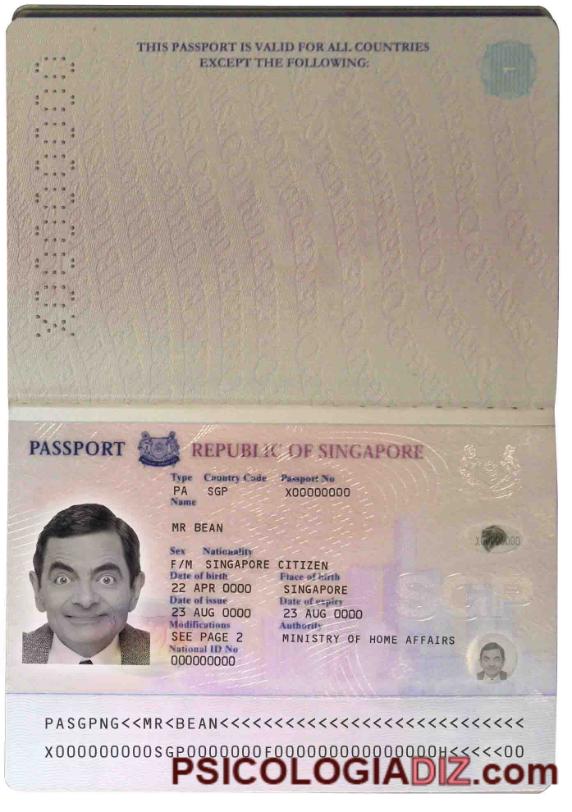 THIS PASSPORT IS VALID FOR ALL COUNTRIES
EXCEPT THE FOLLOWING:
PASSPORT REPUBLIC OF SINGAPORE
Type Country Code Passport No
PA SGP X00000000
Name
MR BEAN
Sex Nationality
F/M SINGAPORE CITIZEN
Date of birth Place of birth
22 APR 0000 SINGAPORE
Date of issue Date of expiry
23 AUG 0000 23 AUG 0000
Modifications Authority
SEE PAGE 2 MINISTRY OF HOME AFFAIRS
National ID No
000000000
PASGPNG<<MR<BEAN<<<<<<<<<<<<<<<<<<<<<<<<<<<<
X000000000SGP0000000F000000000000000H<<<<<00
PSICOLOGIADIZ.com